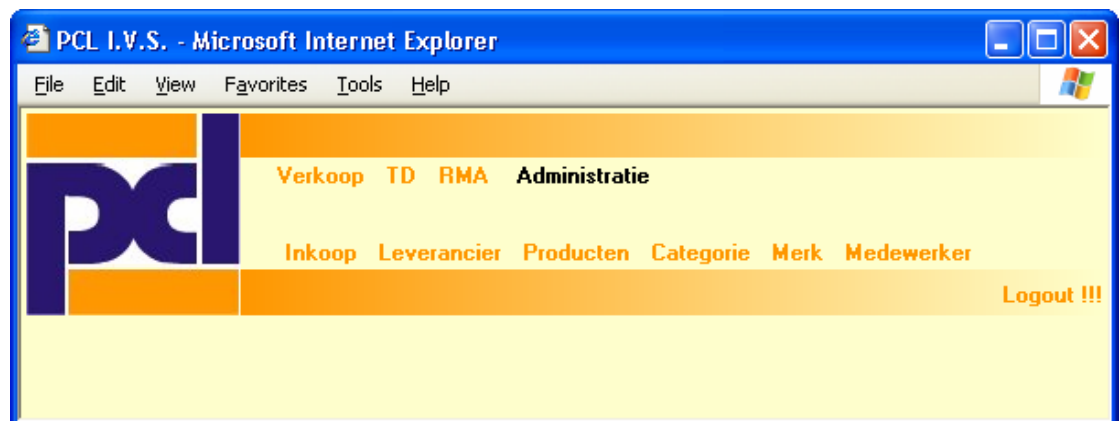 PCL I.V.S. - Microsoft Internet Explorer
File Edit View Favorites Tools Help
pcl
Verkoop TD RMA Administratie
Inkoop Leverancier Producten Categorie Merk Medewerker
Logout !!!